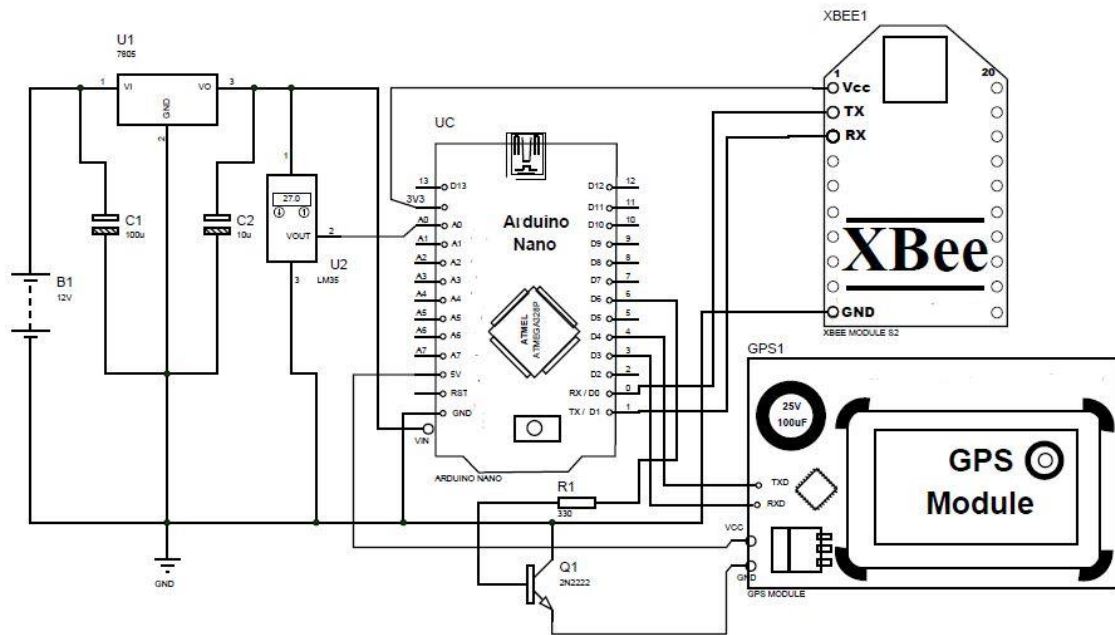 U1
7805
1
VI
VO
3
GND
2
C1
100u
C2
10u
B1
12V
GND
1
27.0
VOUT
2
3
U2
LM35
UC
Arduino
Nano
ATMEL
ATMEGA328P
13
D13
3V3
A0
A0
A1
A1
A2
A2
A3
A3
A4
A4
A5
A5
A6
A6
A7
A7
5V
RST
GND
VIN
D12
12
D11
11
D10
10
D9
9
D8
8
D7
7
D6
6
D5
5
D4
4
D3
3
D2
2
RX / D0
0
TX / D1
1
ARDUINO NANO
R1
330
Q1
2N2222
XBEE1
1
20
Vcc
TX
RX
XBee
GND
XBEE MODULE S2
GPS1
25V
100uF
GPS
Module
TXD
RXD
VCC
GND
GPS MODULE